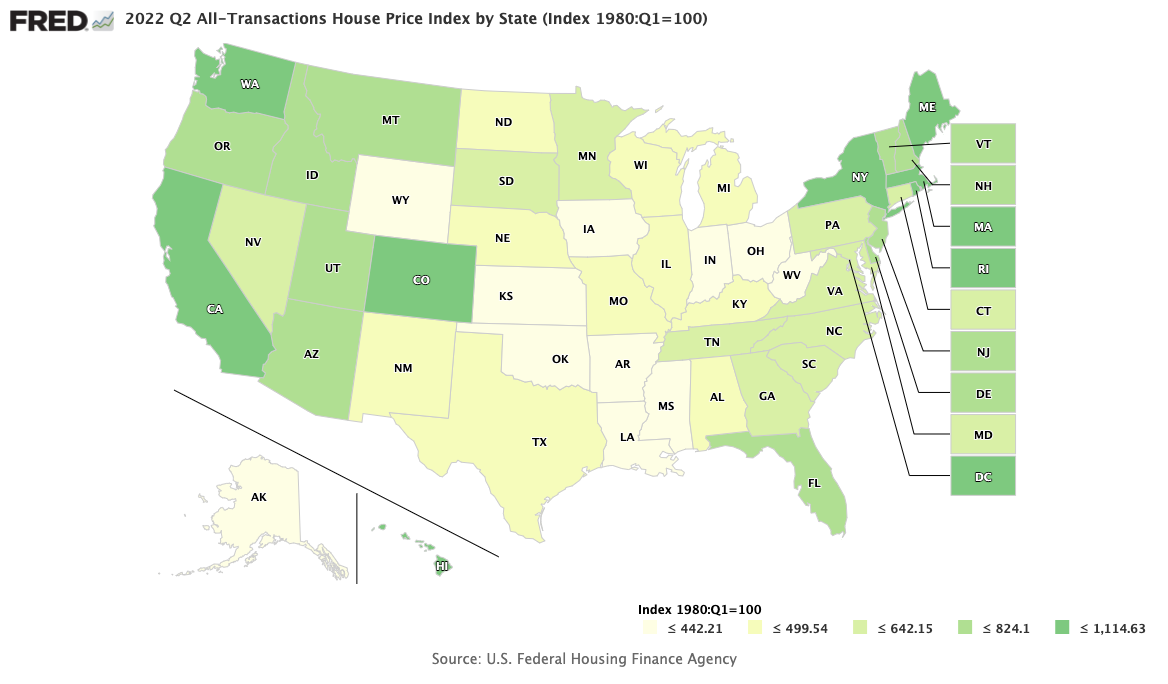 FRED 2022 Q2 All-Transactions House Price Index by State (Index 1980:Q1=100)
WA
ME
MT
ND
OR
MN
VT
ID
SD
WI
NY
MI
NH
WY
MA
NV
NE
IA
PA
RI
UT
CO
IL
IN
OH
WV
CT
CA
KS
MO
KY
VA
NJ
AZ
NM
OK
AR
TN
NC
SC
DE
TX
LA
MS
AL
GA
MD
FL
DC
AK
HI
Index 1980:Q1=100
≤ 442.21 ≤ 499.54 ≤ 642.15 ≤ 824.1 ≤ 1,114.63
Source: U.S. Federal Housing Finance Agency